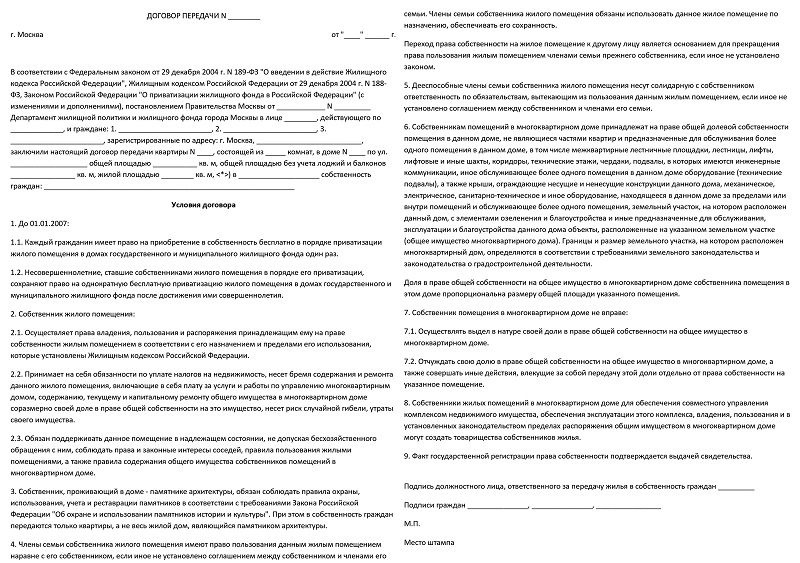 ДОГОВОР ПЕРЕДАЧИ N ________
г. Москва от "____" ______ г.
В соответствии с Федеральным законом от 29 декабря 2004 г. N 189-ФЗ "О введении в действие Жилищного
кодекса Российской Федерации", Жилищным кодексом Российской Федерации от 29 декабря 2004 г. N 188-
ФЗ, Законом Российской Федерации "О приватизации жилищного фонда в Российской Федерации" (с
изменениями и дополнениями), постановлением Правительства Москвы от ____________ N _________
Департамент жилищной политики и жилищного фонда города Москвы в лице _________, действующего по
_____________, и граждане: 1. ______________________, 2. ______________________, 3.
______________________, зарегистрированные по адресу: г. Москва, _________________________,
заключили настоящий договор передачи квартиры N ____, состоящей из _____ комнат, в доме N ____ по ул.
___________________ общей площадью _______ кв. м, общей площадью без учета лоджий и балконов
________________ кв. м, жилой площадью ________ кв. м, <*>) в ____________________ собственность
граждан: ______________________________________________________________
Условия договора
1. До 01.01.2007:
1.1. Каждый гражданин имеет право на приобретение в собственность бесплатно в порядке приватизации
жилого помещения в домах государственного и муниципального жилищного фонда один раз.
1.2. Несовершеннолетние, ставшие собственниками жилого помещения в порядке его приватизации,
сохраняют право на однократную бесплатную приватизацию жилого помещения в домах государственного и
муниципального жилищного фонда после достижения ими совершеннолетия.
2. Собственник жилого помещения:
2.1. Осуществляет права владения, пользования и распоряжения принадлежащим ему на праве
собственности жилым помещением в соответствии с его назначением и пределами его использования,
которые установлены Жилищным кодексом Российской Федерации.
2.2. Принимает на себя обязанности по уплате налогов на недвижимость, несет бремя содержания и ремонта
данного жилого помещения, включающие в себя плату за услуги и работы по управлению многоквартирным
домом, содержанию, текущему и капитальному ремонту общего имущества в многоквартирном доме
соразмерно своей доле в праве общей собственности на это имущество, несет риск случайной гибели, утраты
своего имущества.
2.3. Обязан поддерживать данное помещение в надлежащем состоянии, не допуская бесхозяйственного
обращения с ним, соблюдать права и законные интересы соседей, правила пользования жилыми
помещениями, а также правила содержания общего имущества собственников помещений в
многоквартирном доме.
3. Собственник, проживающий в доме - памятнике архитектуры, обязан соблюдать правила охраны,
использования, учета и реставрации памятников в соответствии с требованиями Закона Российской
Федерации "Об охране и использовании памятников истории и культуры". При этом в собственность граждан
передаются только квартиры, а не весь жилой дом, являющийся памятником архитектуры.
4. Члены семьи собственника жилого помещения имеют право пользования данным жилым помещением
наравне с его собственником, если иное не установлено соглашением между собственником и членами его
семьи. Члены семьи собственника жилого помещения обязаны использовать данное жилое помещение по
назначению, обеспечивать его сохранность.
Переход права собственности на жилое помещение к другому лицу является основанием для прекращения
права пользования жилым помещением членами семьи прежнего собственника, если иное не установлено
законом.
5. Дееспособные члены семьи собственника жилого помещения несут солидарную с собственником
ответственность по обязательствам, вытекающим из пользования данным жилым помещением, если иное не
установлено соглашением между собственником и членами его семьи.
6. Собственникам помещений в многоквартирном доме принадлежат на праве общей долевой собственности
помещения в данном доме, не являющиеся частями квартир и предназначенные для обслуживания более
одного помещения в данном доме, в том числе межквартирные лестничные площадки, лестницы, лифты,
лифтовые и иные шахты, коридоры, технические этажи, чердаки, подвалы, в которых имеются инженерные
коммуникации, иное обслуживающее более одного помещения в данном доме оборудование (технические
подвалы), а также крыши, ограждающие несущие и ненесущие конструкции данного дома, механическое,
электрическое, санитарно-техническое и иное оборудование, находящееся в данном доме за пределами или
внутри помещений и обслуживающее более одного помещения, земельный участок, на котором расположен
данный дом, с элементами озеленения и благоустройства и иные предназначенные для обслуживания,
эксплуатации и благоустройства данного дома объекты, расположенные на указанном земельном участке
(общее имущество многоквартирного дома). Границы и размер земельного участка, на котором расположен
многоквартирный дом, определяются в соответствии с требованиями земельного законодательства и
законодательства о градостроительной деятельности.
Доля в праве общей собственности на общее имущество в многоквартирном доме собственника помещения в
этом доме пропорциональна размеру общей площади указанного помещения.
7. Собственник помещения в многоквартирном доме не вправе:
7.1. Осуществлять выдел в натуре своей доли в праве общей собственности на общее имущество в
многоквартирном доме.
7.2. Отчуждать свою долю в праве общей собственности на общее имущество в многоквартирном доме, а
также совершать иные действия, влекущие за собой передачу этой доли отдельно от права собственности на
указанное помещение.
8. Собственники жилых помещений в многоквартирном доме для обеспечения совместного управления
комплексом недвижимого имущества, обеспечения эксплуатации этого комплекса, владения, пользования и в
установленных законодательством пределах распоряжения общим имуществом в многоквартирном доме
могут создать товарищества собственников жилья.
9. Факт государственной регистрации права собственности подтверждается выдачей свидетельства.
Подпись должностного лица, ответственного за передачу жилья в собственность граждан _________
Подписи граждан _______________, _______________, ________________
М.П.
Место штампа